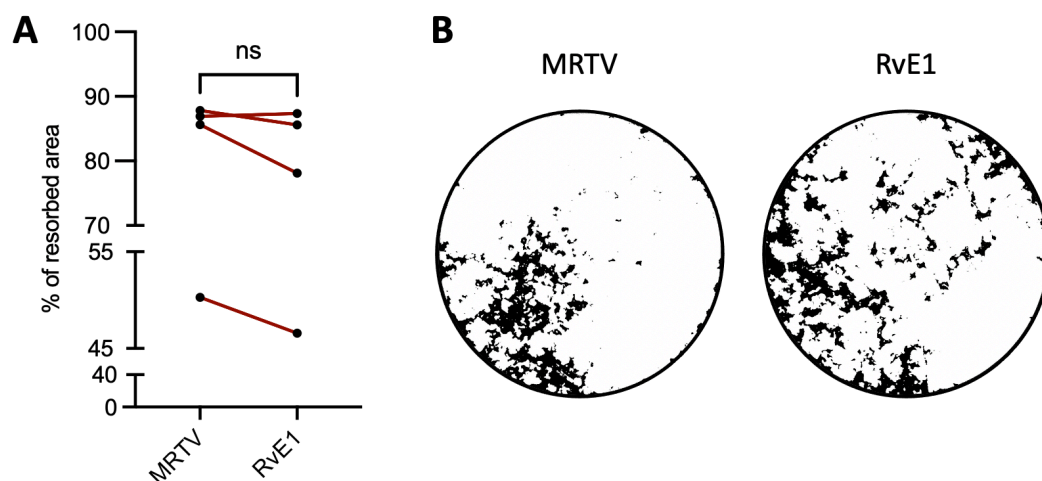 A
% of resorbed area
100
90
80
70
55
45
40
0
ns
MRTV
RvE1
B
MRTV
RvE1